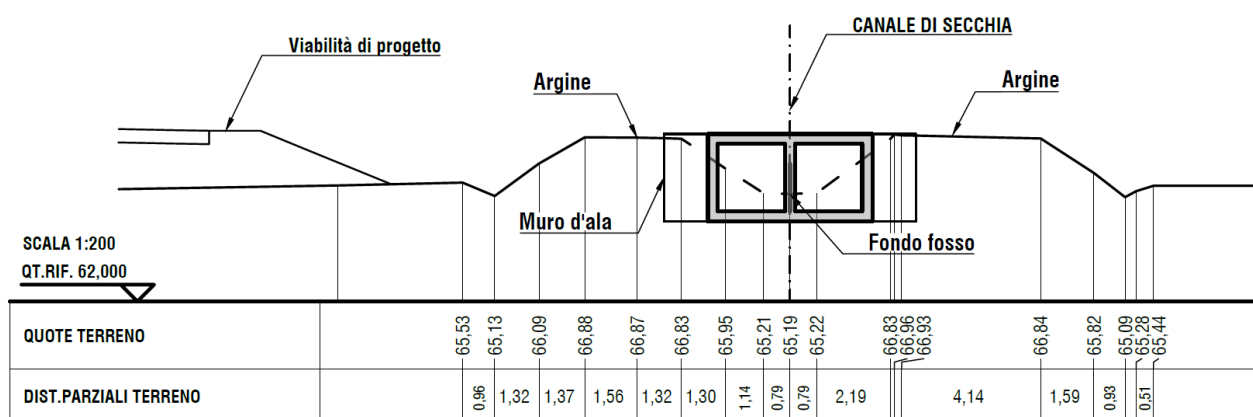 CANALE DI SECCHIA
Viabilità di progetto
Argine
Argine
Muro d'ala
Fondo fosso
SCALA 1:200
QT.RIF. 62,000
QUOTE TERRENO 65,53 65,13 66,09 66,88 66,87 66,83 65,95 65,21 65,19 65,22 66,83 66,96 66,93 66,84 65,82 65,09 65,28 65,44
DIST.PARZIALI TERRENO 0,96 1,32 1,37 1,56 1,32 1,30 1,14 0,79 0,79 2,19 4,14 1,59 0,93 0,51